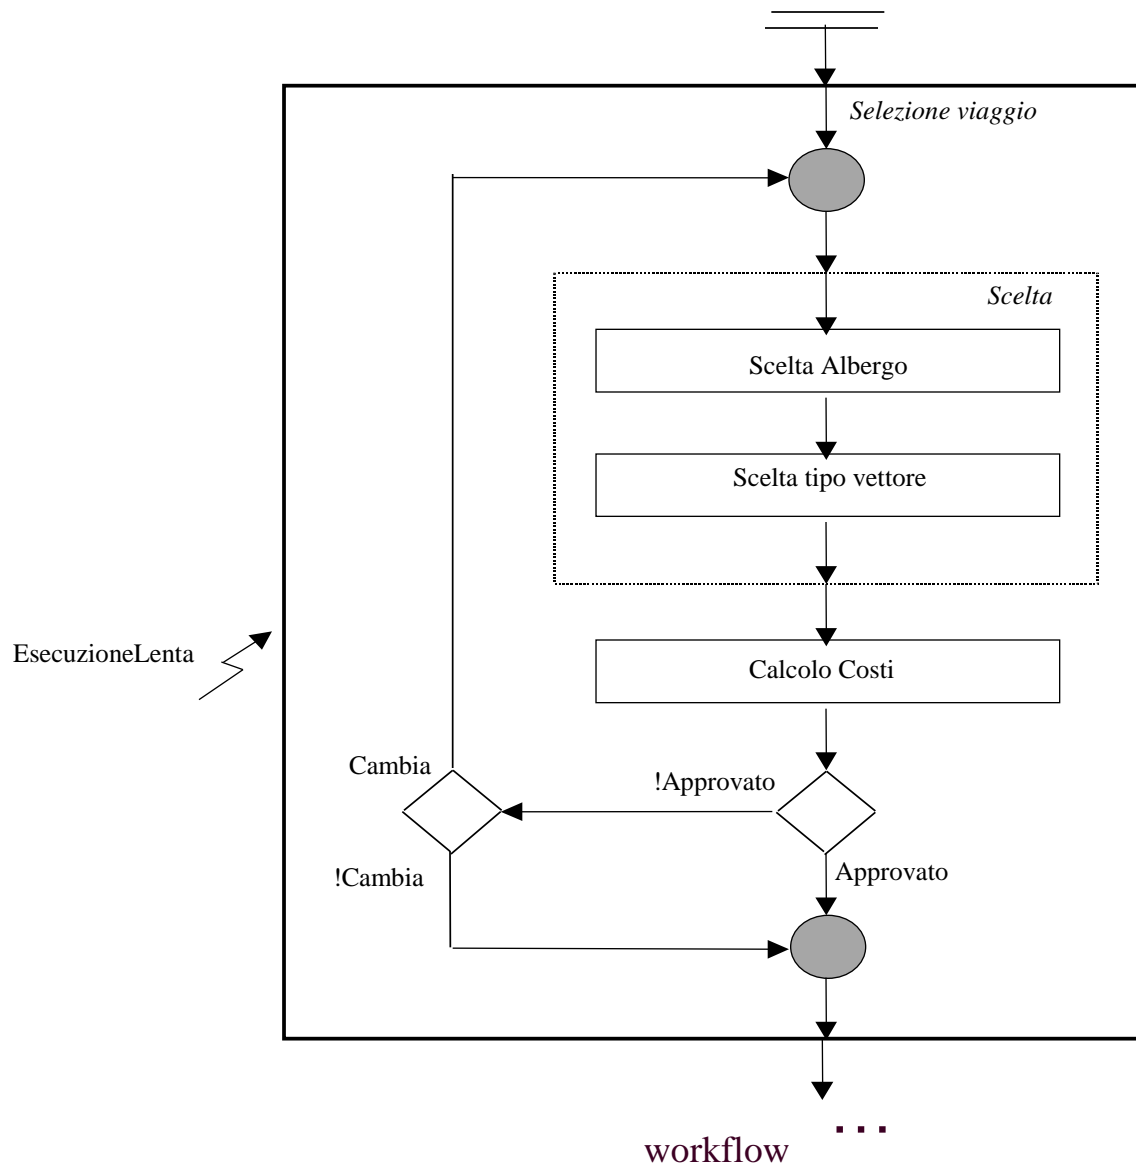 Selezione viaggio
Scelta
Scelta Albergo
Scelta tipo vettore
EsecuzioneLenta
Calcolo Costi
Cambia
!Approvato
!Cambia
Approvato
workflow ...